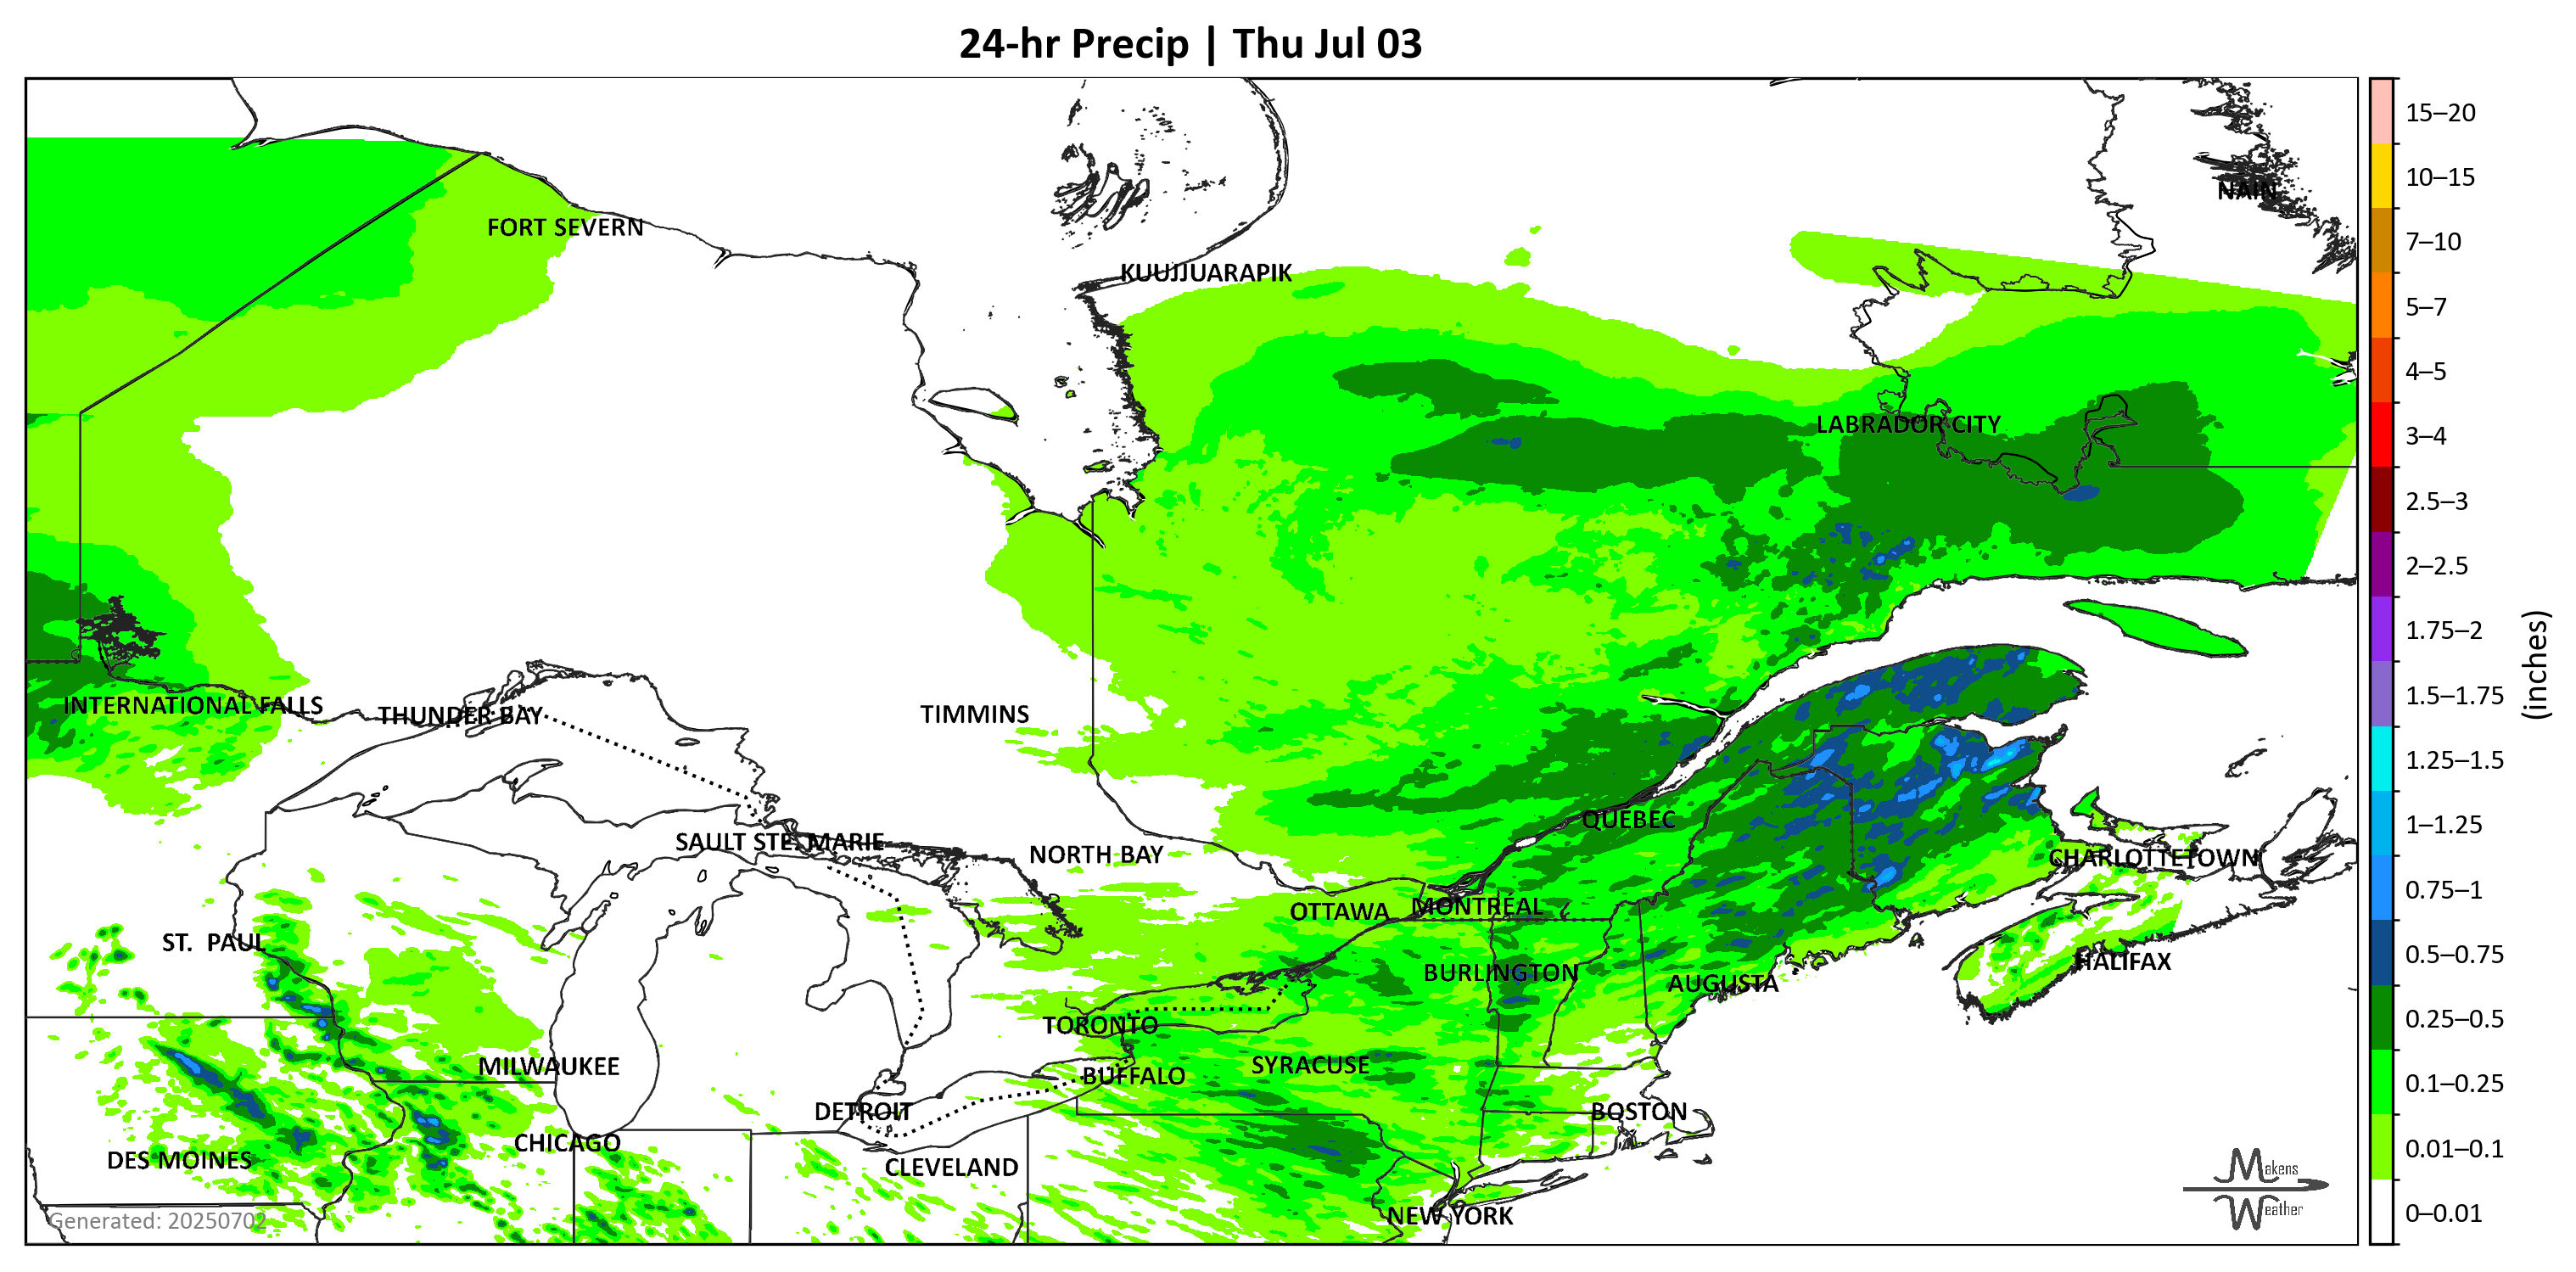 24-hr Precip | Thu Jul 03
15–20
NAIN
10–15
FORT SEVERN
7–10
KUUJJUARAPIK
5–7
4–5
LABRADOR CITY
3–4
2.5–3
2–2.5
1.75–2
(inches)
1.5–1.75
INTERNATIONAL FALLS
THUNDER BAY
TIMMINS
1.25–1.5
QUEBEC
1–1.25
SAULT STE. MARIE
NORTH BAY
CHARLOTTETOWN
0.75–1
OTTAWA
MONTREAL
ST. PAUL
0.5–0.75
HALIFAX
BURLINGTON
AUGUSTA
0.25–0.5
TORONTO
MILWAUKEE
SYRACUSE
BUFFALO
0.1–0.25
DETROIT
BOSTON
CHICAGO
0.01–0.1
DES MOINES
CLEVELAND
Makens
Weather
Generated: 20250702
NEW YORK
0–0.01